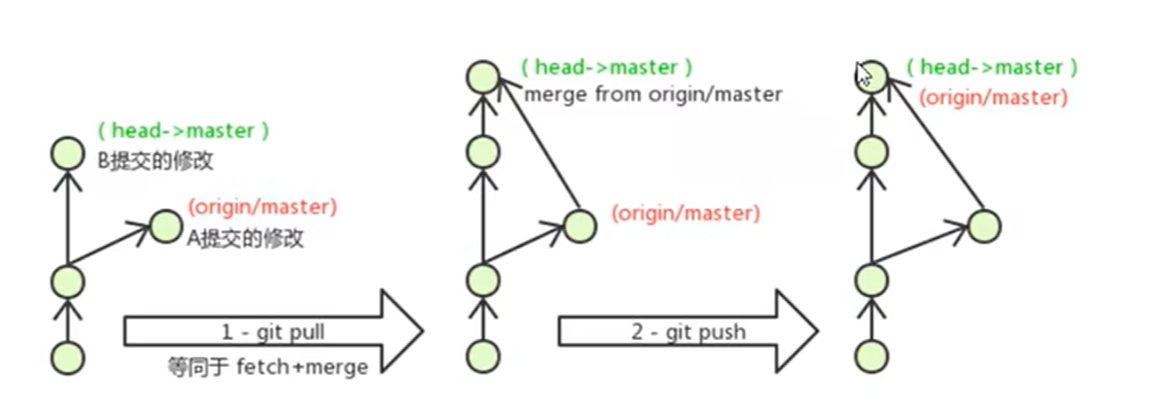 ( head->master )
B提交的修改
(origin/master)
A提交的修改
1 - git pull
等同于 fetch+merge
( head->master )
merge from origin/master
(origin/master)
2 - git push
( head->master )
(origin/master)